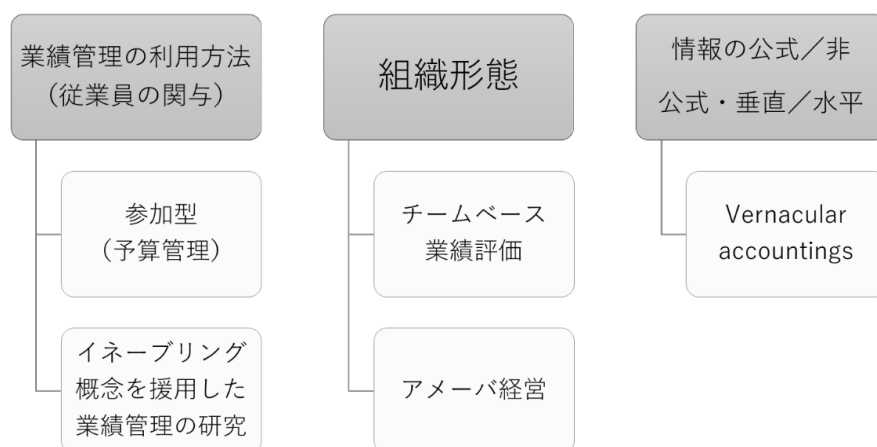 業績管理の利用方法
（従業員の関与）
参加型
（予算管理）
イネーブリング
概念を援用した
業績管理の研究
組織形態
チームベース
業績評価
アメーバ経営
情報の公式／非
公式・垂直／水平
Vernacular
accountings